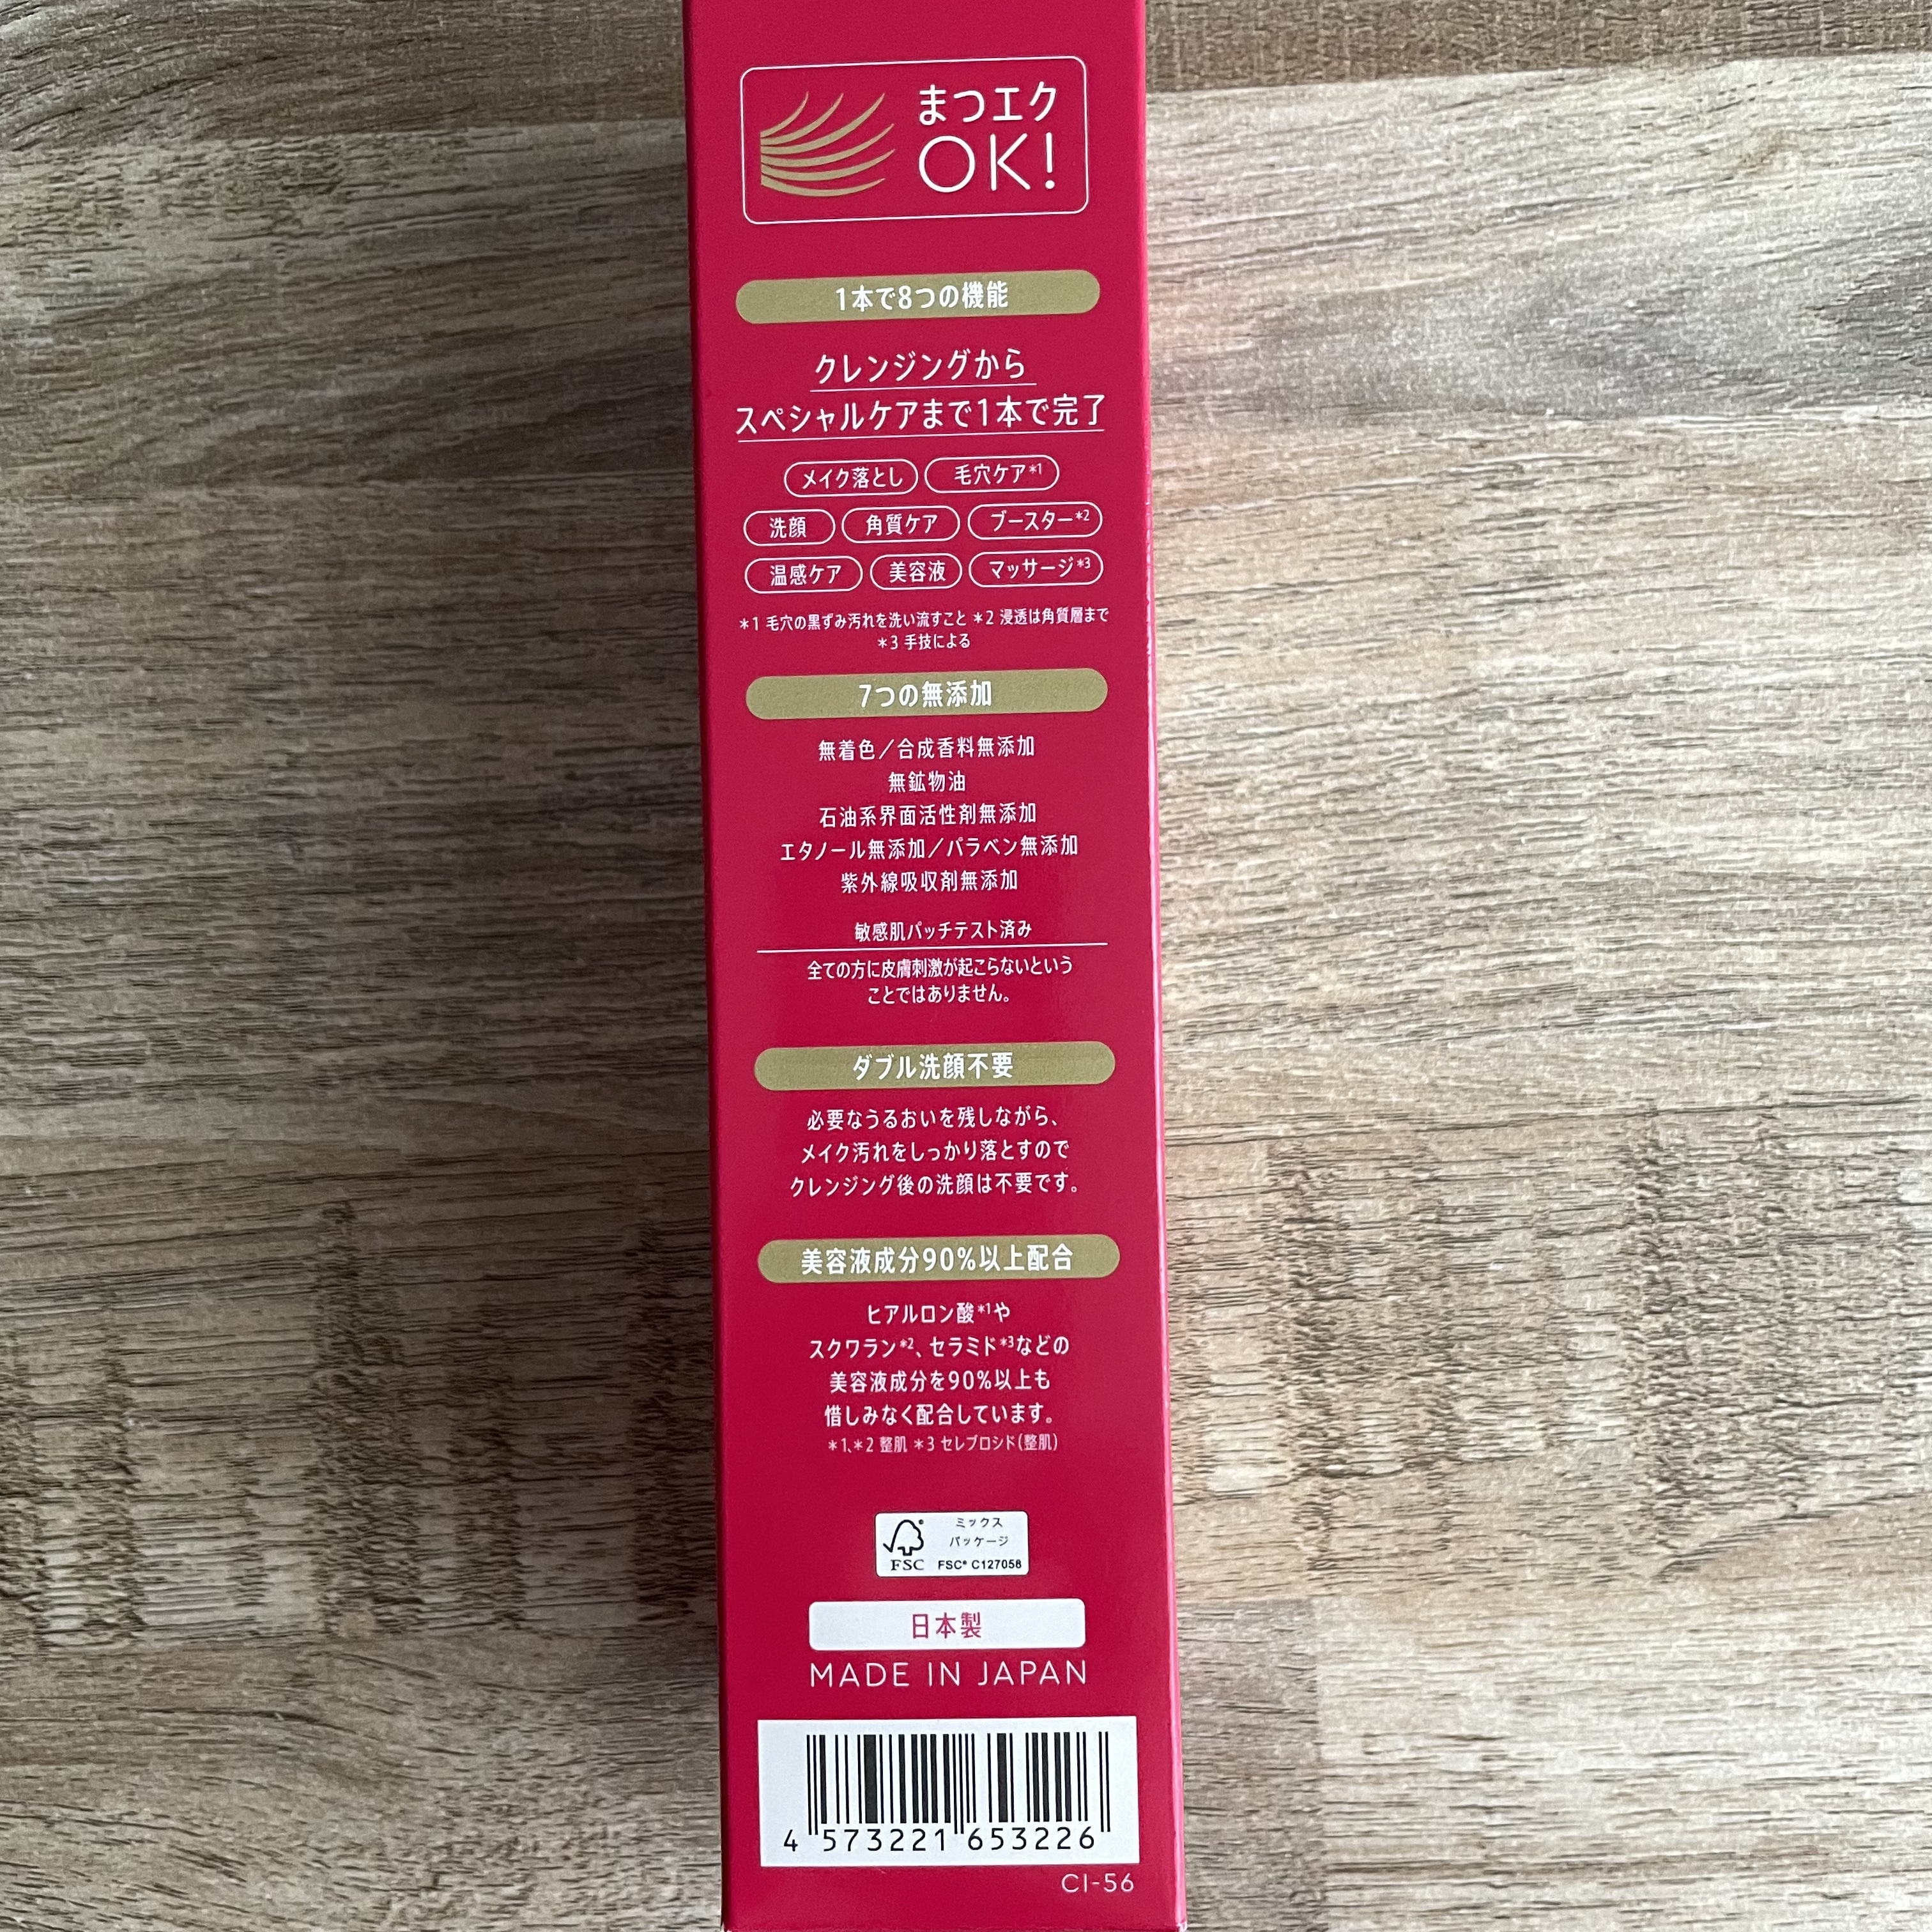 まつエク
OK!
1本で8つの機能
クレンジングから
スペシャルケアまで1本で完了
メイク落とし 毛穴ケア*1
洗顔 角質ケア ブースター*2
温感ケア 美容液 マッサージ*3
*1 毛穴の黒ずみ汚れを洗い流すこと *2 浸透は角質層まで
*3 手技による
7つの無添加
無着色／合成香料無添加
無鉱物油
石油系界面活性剤無添加
エタノール無添加／パラベン無添加
紫外線吸収剤無添加
敏感肌パッチテスト済み
全ての方に皮膚刺激が起こらないという
ことではありません。
ダブル洗顔不要
必要なうるおいを残しながら、
メイク汚れをしっかり落とすので
クレンジング後の洗顔は不要です。
美容液成分90%以上配合
ヒアルロン酸*1や
スクワラン*2、セラミド*3などの
美容液成分を90%以上も
惜しみなく配合しています。
*1、*2 整肌 *3 セレブロシド(整肌)
ミックス
パッケージ
FSC FSC® C127058
日本製
MADE IN JAPAN
4 573221 653226
CI-56